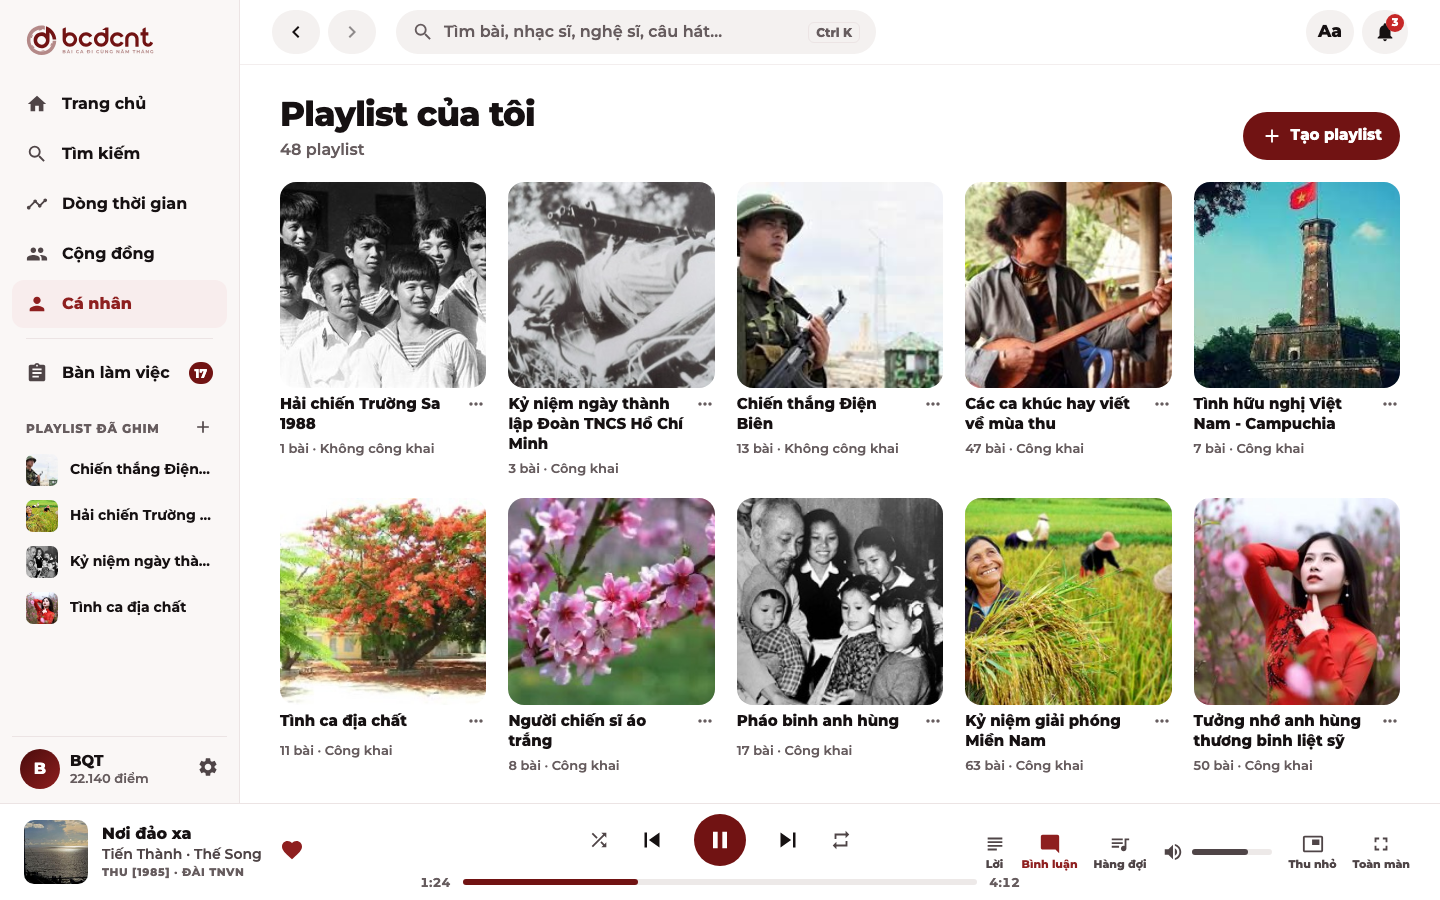 bcdcnt
BÀI CA ĐI CÙNG NĂM THÁNG
Trang chủ
Tìm kiếm
Dòng thời gian
Cộng đồng
Cá nhân
Bàn làm việc 17
PLAYLIST ĐÃ GHIM
Chiến thắng Điện...
Hải chiến Trường ...
Kỷ niệm ngày thà...
Tình ca địa chất
B
BQT
22.140 điểm
Tìm bài, nhạc sĩ, nghệ sĩ, câu hát...
Ctrl K
Aa
3
Playlist của tôi
48 playlist
Tạo playlist
Hải chiến Trường Sa
1988
1 bài · Không công khai
Kỷ niệm ngày thành
lập Đoàn TNCS Hồ Chí
Minh
3 bài · Công khai
Chiến thắng Điện
Biên
13 bài · Không công khai
Các ca khúc hay viết
về mùa thu
47 bài · Công khai
Tình hữu nghị Việt
Nam - Campuchia
7 bài · Công khai
Tình ca địa chất
11 bài · Công khai
Người chiến sĩ áo
trắng
8 bài · Công khai
Pháo binh anh hùng
17 bài · Công khai
Kỷ niệm giải phóng
Miền Nam
63 bài · Công khai
Tưởng nhớ anh hùng
thương binh liệt sỹ
50 bài · Công khai
Nơi đảo xa
Tiến Thành · Thế Song
THU [1985] · ĐÀI TNVN
1:24
4:12
Lời
Bình luận
Hàng đợi
Thu nhỏ
Toàn màn